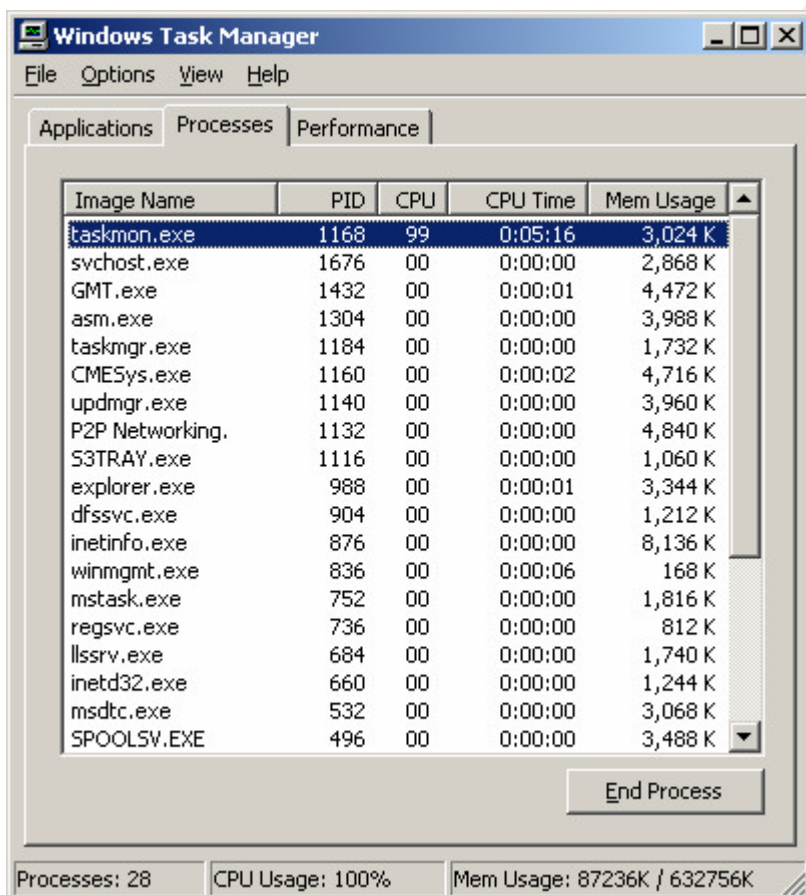 Windows Task Manager
File Options View Help
Applications Processes Performance
Image Name PID CPU CPU Time Mem Usage
taskmon.exe 1168 99 0:05:16 3,024 K
svchost.exe 1676 00 0:00:00 2,868 K
GMT.exe 1432 00 0:00:01 4,472 K
asm.exe 1304 00 0:00:00 3,988 K
taskmgr.exe 1184 00 0:00:00 1,732 K
CMESys.exe 1160 00 0:00:02 4,716 K
updmgr.exe 1140 00 0:00:00 3,960 K
P2P Networking. 1132 00 0:00:00 4,840 K
S3TRAY.exe 1116 00 0:00:00 1,060 K
explorer.exe 988 00 0:00:01 3,344 K
dfssvc.exe 904 00 0:00:00 1,212 K
inetinfo.exe 876 00 0:00:00 8,136 K
winmgmt.exe 836 00 0:00:06 168 K
mstask.exe 752 00 0:00:00 1,816 K
regsvc.exe 736 00 0:00:00 812 K
llssrv.exe 684 00 0:00:00 1,740 K
inetd32.exe 660 00 0:00:00 1,244 K
msdtc.exe 532 00 0:00:00 3,068 K
SPOOLSV.EXE 496 00 0:00:00 3,488 K
End Process
Processes: 28 CPU Usage: 100% Mem Usage: 87236K / 632756K